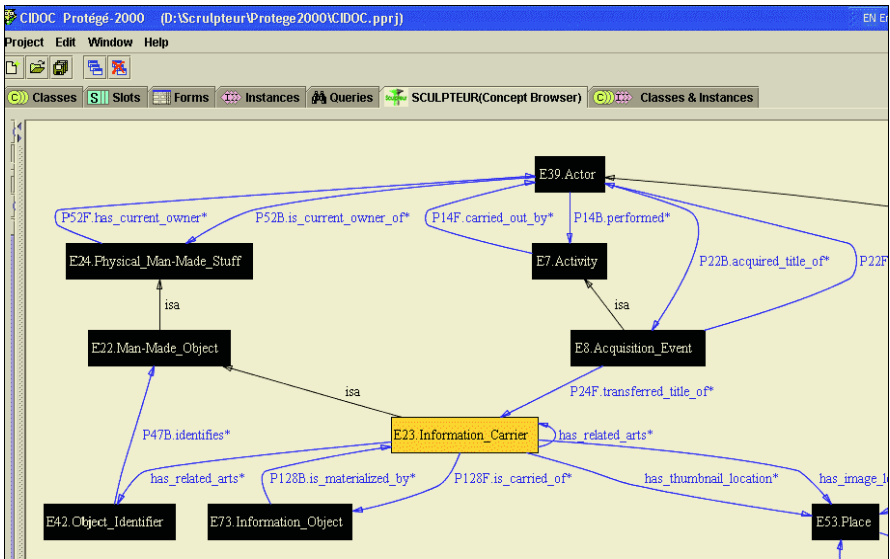 CIDOC Protégé-2000 (D:\Scrulpteur\Protege2000\CIDOC.pprj)
EN
Project Edit Window Help
Classes Slots Forms Instances Queries SCULPTEUR(Concept Browser) Classes & Instances
E39.Actor
P52F.has_current_owner* P52B.is_current_owner_of* P14F.carried_out_by* P14B.performed*
E24.Physical_Man-Made_Stuff E7.Activity P22B.acquired_title_of* P22F
isa isa
E22.Man-Made_Object E8.Acquisition_Event
isa P24F.transferred_title_of*
P47B.identifies* E23.Information_Carrier has_related_arts*
has_related_arts* P128B.is_materialized_by* P128F.is_carried_of* has_thumbnail_location* has_image_l
E42.Object_Identifier E73.Information_Object E53.Place